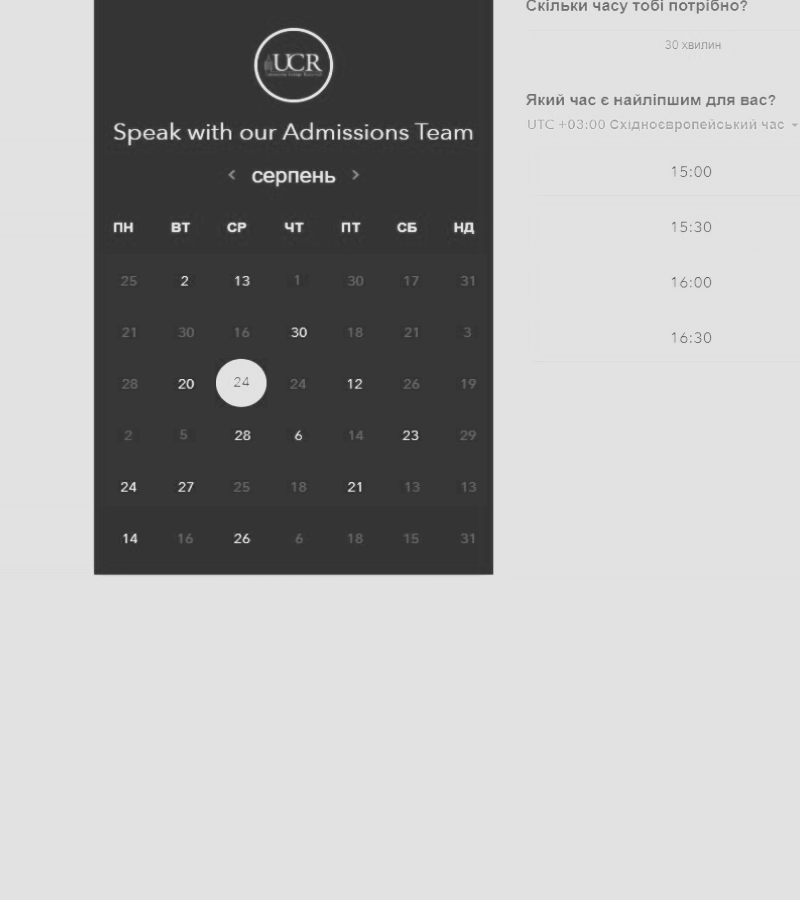 UCR
Speak with our Admissions Team
‹ серпень ›
ПН ВТ СР ЧТ ПТ СБ НД
25 2 13 1 30 17 31
21 30 16 30 18 21 3
28 20 24 24 12 26 19
2 5 28 6 14 23 29
24 27 25 18 21 13 13
14 16 26 6 18 15 31
Скільки часу тобі потрібно?
30 хвилин
Який час є найліпшим для вас?
UTC +03:00 Східноєвропейський час
15:00
15:30
16:00
16:30